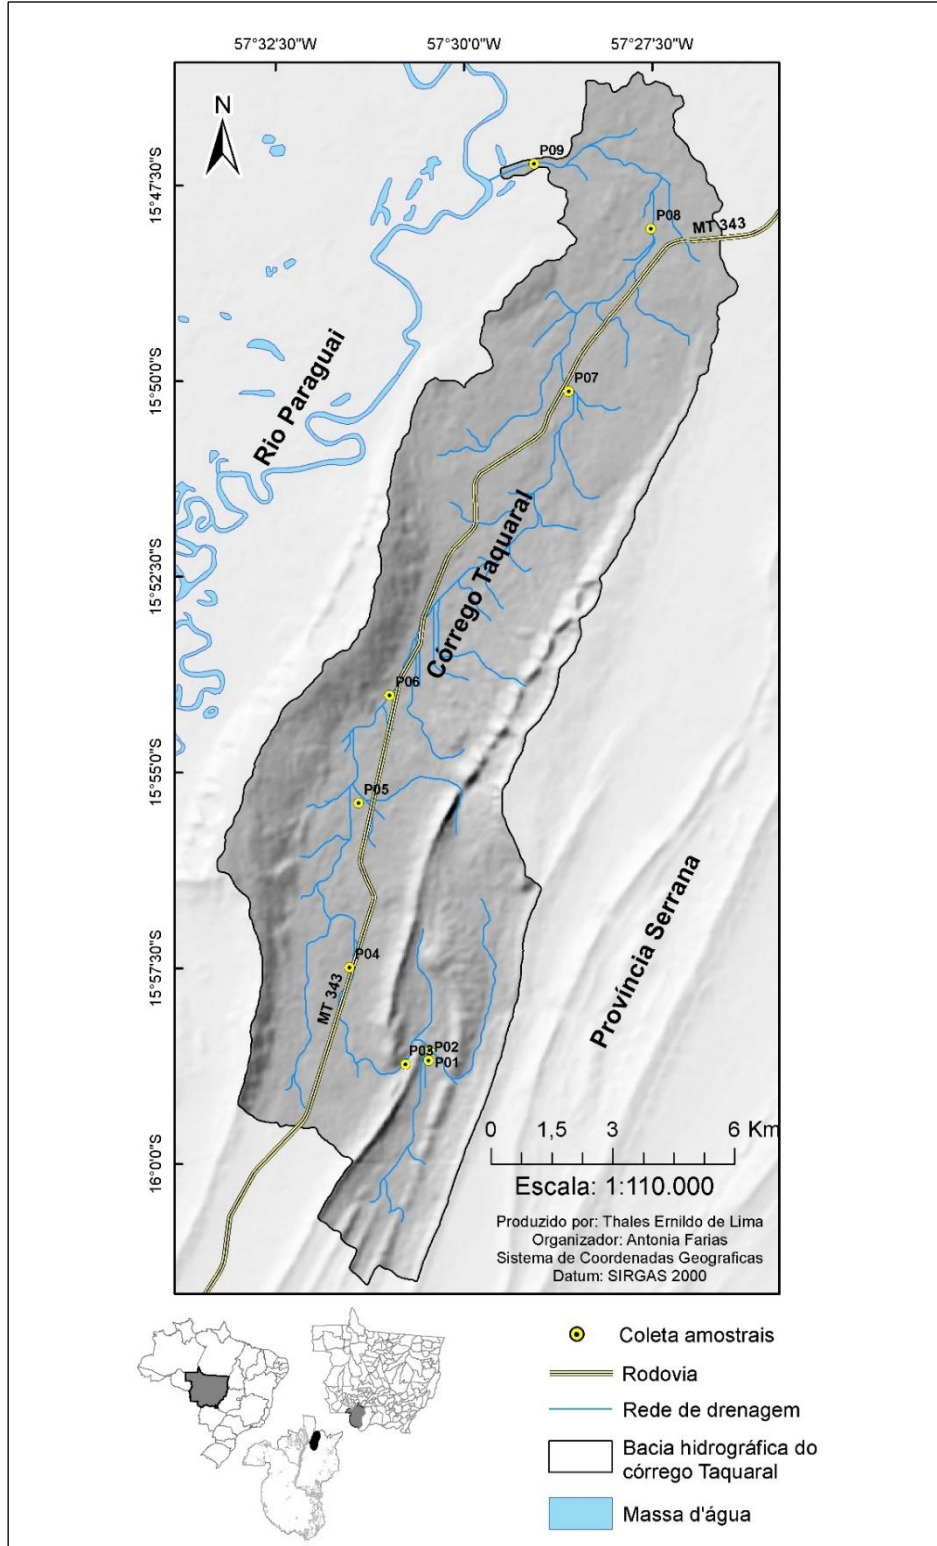 57°32'30"W
57°30'0"W
57°27'30"W
N
P09
15°47'30"S
P08
MT 343
Rio Paraguai
15°50'0"S
P07
Córrego Taquaral
15°52'30"S
P06
15°55'0"S
P05
Província Serrana
15°57'30"S
P04
MT 343
P03
P02
P01
16°0'0"S
0 1,5 3 6 Km
Escala: 1:110.000
Produzido por: Thales Ernildo de Lima
Organizador: Antonia Farias
Sistema de Coordenadas Geograficas
Datum: SIRGAS 2000
Coleta amostrais
Rodovia
Rede de drenagem
Bacia hidrográfica do
córrego Taquaral
Massa d'água